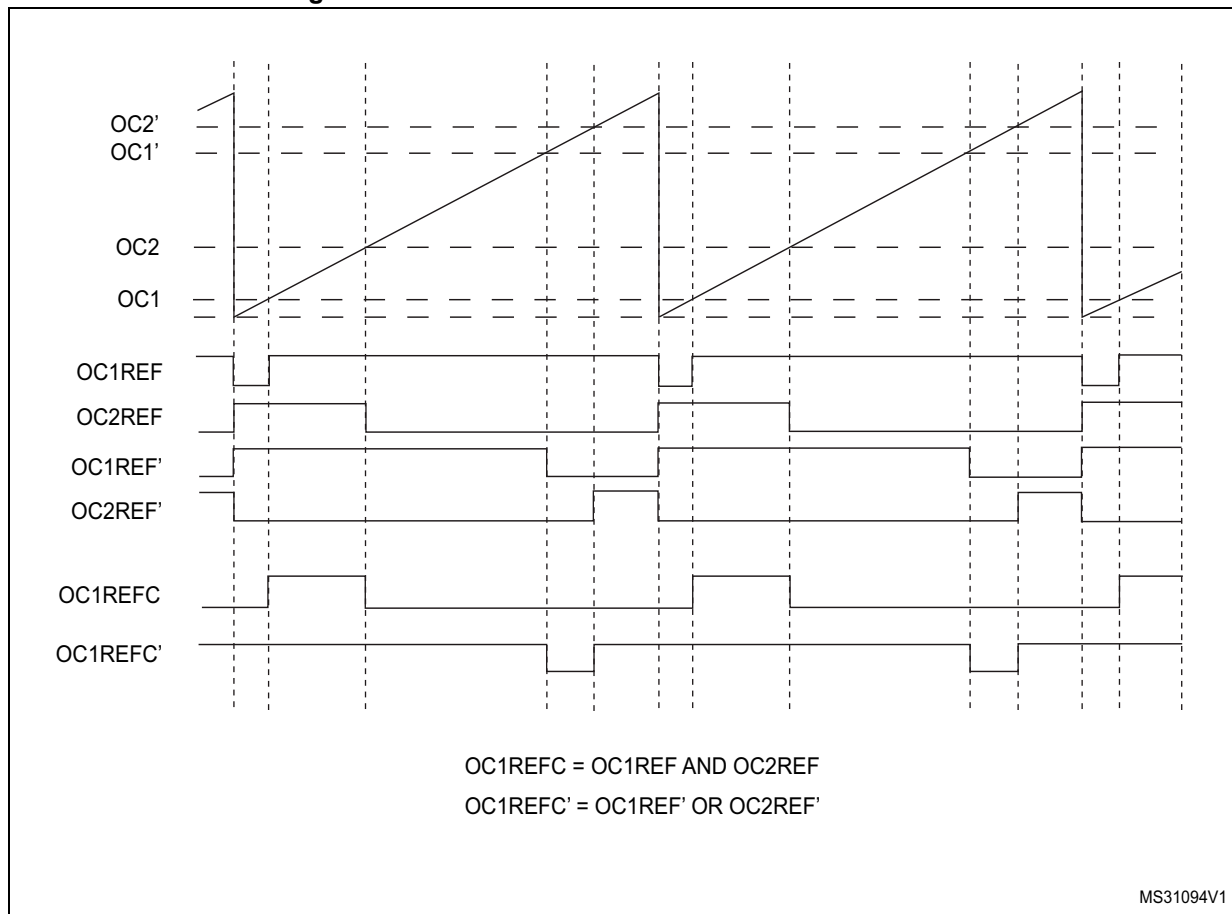 OC2’
OC1’
OC2
OC1
OC1REF
OC2REF
OC1REF’
OC2REF’
OC1REFC
OC1REFC’
OC1REFC = OC1REF AND OC2REF
OC1REFC’ = OC1REF’ OR OC2REF’
MS31094V1